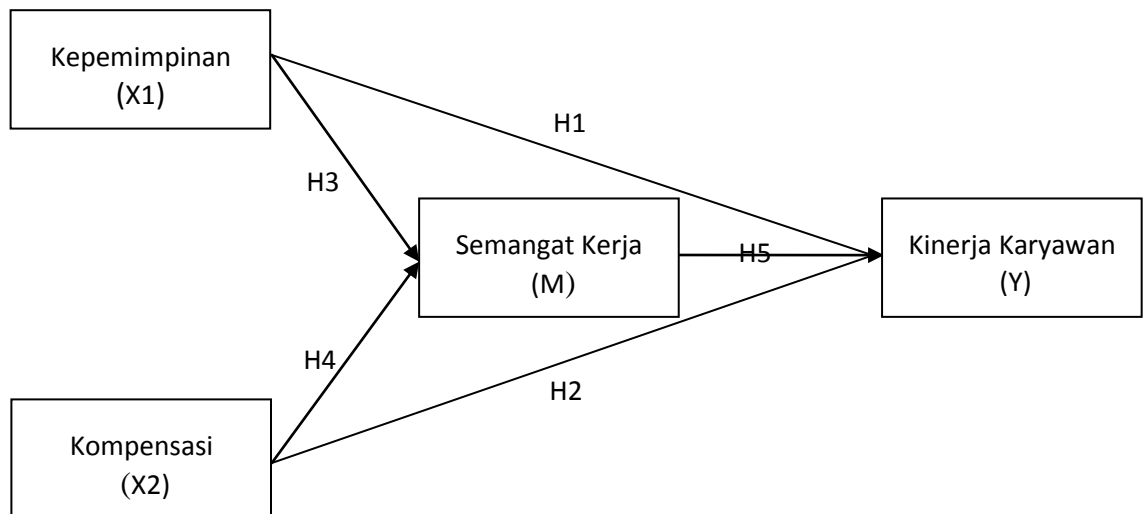 Kepemimpinan
(X1)
H1
H3
Semangat Kerja
(M)
H5
Kinerja Karyawan
(Y)
H4
H2
Kompensasi
(X2)